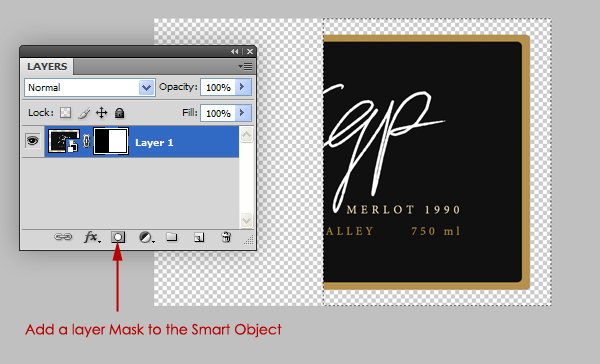 LAYERS
Normal
Opacity: 100%
Lock:
Fill: 100%
Layer 1
fx
MERLOT 1990
ALLEY 750 ml
Add a layer Mask to the Smart Object